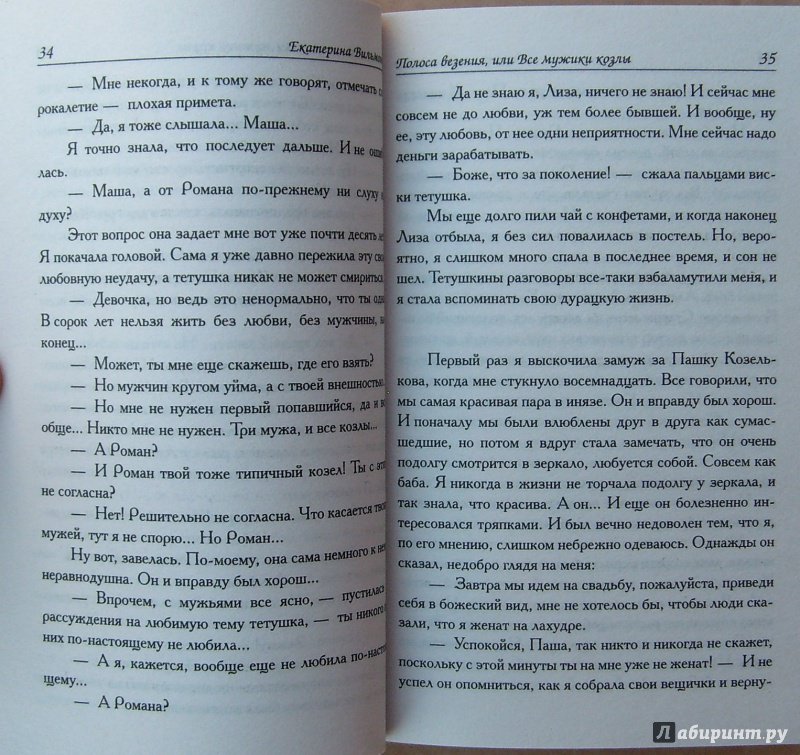 34
Екатерина Вильмон
— Мне некогда, и к тому же говорят, отмечать
рокалетие — плохая примета.
— Да, я тоже слышала... Маша...
Я точно знала, что последует дальше. И не
лась.
— Маша, а от Романа по-прежнему ни слуху
духу?
Этот вопрос она задает мне вот уже почти десять
Я покачала головой. Сама я уже давно пережила эту свою
любовную неудачу, а тетушка никак не может смириться
— Девочка, но ведь это ненормально, что ты
В сорок лет нельзя жить без любви, без мужчины,
конец...
— Может, ты мне еще скажешь, где его взять?
— Но мужчин кругом уйма, а с твоей внешностью
— Но мне не нужен первый попавшийся, да и
обще... Никто мне не нужен. Три мужа, и все козлы...
— А Роман?
— И Роман твой тоже типичный козел! Ты с
не согласна?
— Нет! Решительно не согласна. Что касается
мужей, тут я не спорю... Но Роман...
Ну вот, завелась. По-моему, она сама немного к
неравнодушна. Он и вправду был хорош...
— Впрочем, с мужьями все ясно, — пустилась
рассуждения на любимую тему тетушка, — ты никого
них по-настоящему не любила...
— А я, кажется, вообще еще не любила
щему...
— А Романа?
Полоса везения, или Все мужики козлы
35
— Да не знаю я, Лиза, ничего не знаю! И сейчас мне
совсем не до любви, уж тем более бывшей. И вообще, ну
ее, эту любовь, от нее одни неприятности. Мне сейчас надо
деньги зарабатывать.
— Боже, что за поколение! — сжала пальцами вис-
ки тетушка.
Мы еще долго пили чай с конфетами, и когда наконец
Лиза отбыла, я без сил повалилась в постель. Но, веро-
ятно, я слишком много спала в последнее время, и сон не
шел. Тетушкины разговоры все-таки взбаламутили меня, и
я стала вспоминать свою дурацкую жизнь.
Первый раз я выскочила замуж за Пашку Козель-
кова, когда мне стукнуло восемнадцать. Все говорили, что
мы самая красивая пара в инязе. Он и вправду был хорош.
И поначалу мы были влюблены друг в друга как сумас-
шедшие, но потом я вдруг стала замечать, что он очень
подолгу смотрится в зеркало, любуется собой. Совсем как
баба. Я никогда в жизни не торчала подолгу у зеркала, и
так знала, что красива. А он... И еще он болезненно ин-
тересовался тряпками. И был вечно недоволен тем, что я,
по его мнению, слишком небрежно одеваюсь. Однажды он
сказал, недобро глядя на меня:
— Завтра мы идем на свадьбу, пожалуйста, приведи
себя в божеский вид, мне не хотелось бы, чтобы люди ска-
зали, что я женат на лахудре.
— Успокойся, Паша, так никто и никогда не скажет,
поскольку с этой минуты ты на мне уже не женат! — И не
успел он опомниться, как я собрала свои вещички и верну-
Лабиринт.ру